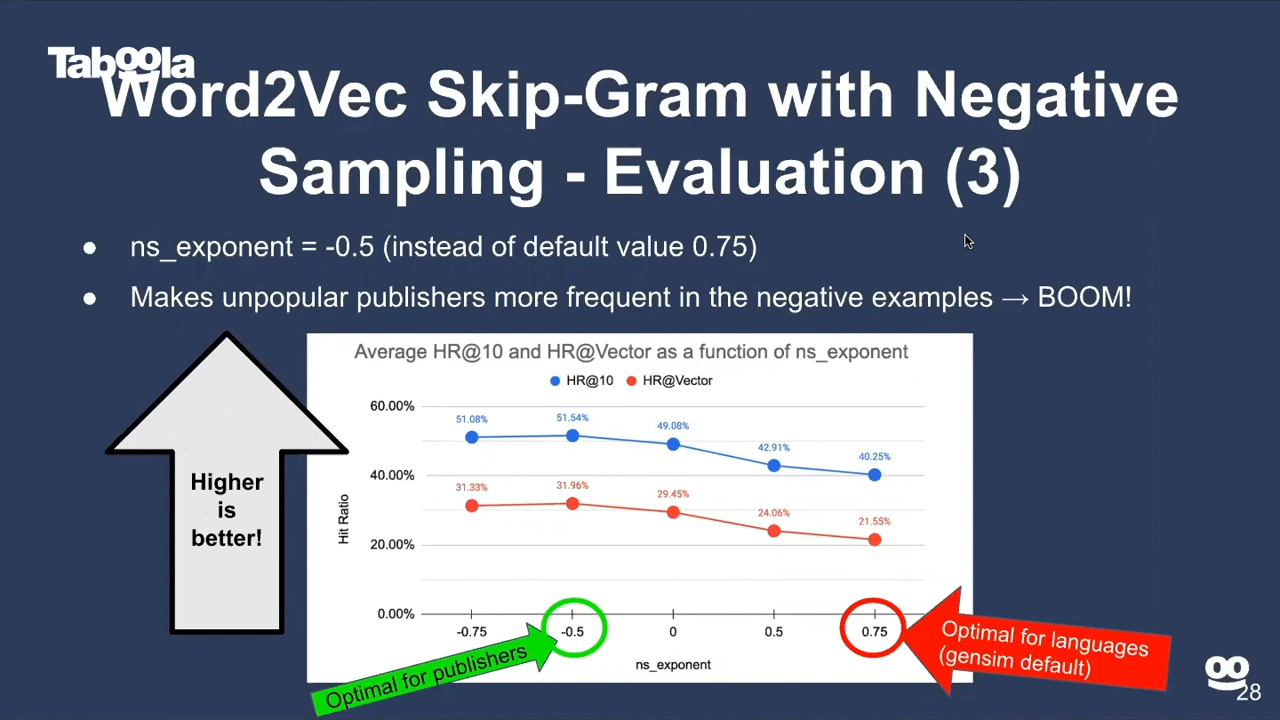 Taboola
Word2Vec Skip-Gram with Negative
Sampling - Evaluation (3)
● ns_exponent = -0.5 (instead of default value 0.75)
● Makes unpopular publishers more frequent in the negative examples → BOOM!
Higher
is
better!
Average HR@10 and HR@Vector as a function of ns_exponent
HR@10 HR@Vector
60.00%
40.00%
20.00%
0.00%
Hit Ratio
51.08% 51.54% 49.08% 42.91% 40.25%
31.33% 31.96% 29.45% 24.06% 21.55%
-0.75 -0.5 0 0.5 0.75
ns_exponent
Optimal for publishers
Optimal for languages
(gensim default)
28